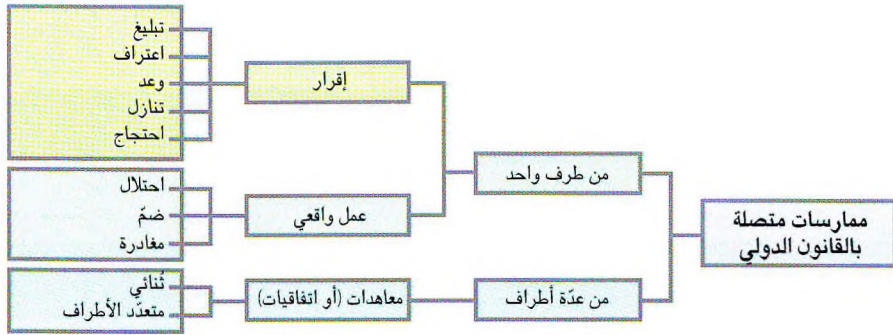 ممارسات متصلة
بالقانون الدولي
من طرف واحد
إقرار
تبليغ
اعتراف
وعد
تنازل
احتجاج
عمل واقعي
احتلال
ضمّ
مغادرة
من عدّة أطراف
معاهدات (أو اتفاقيات)
ثُنائي
متعدّد الأطراف